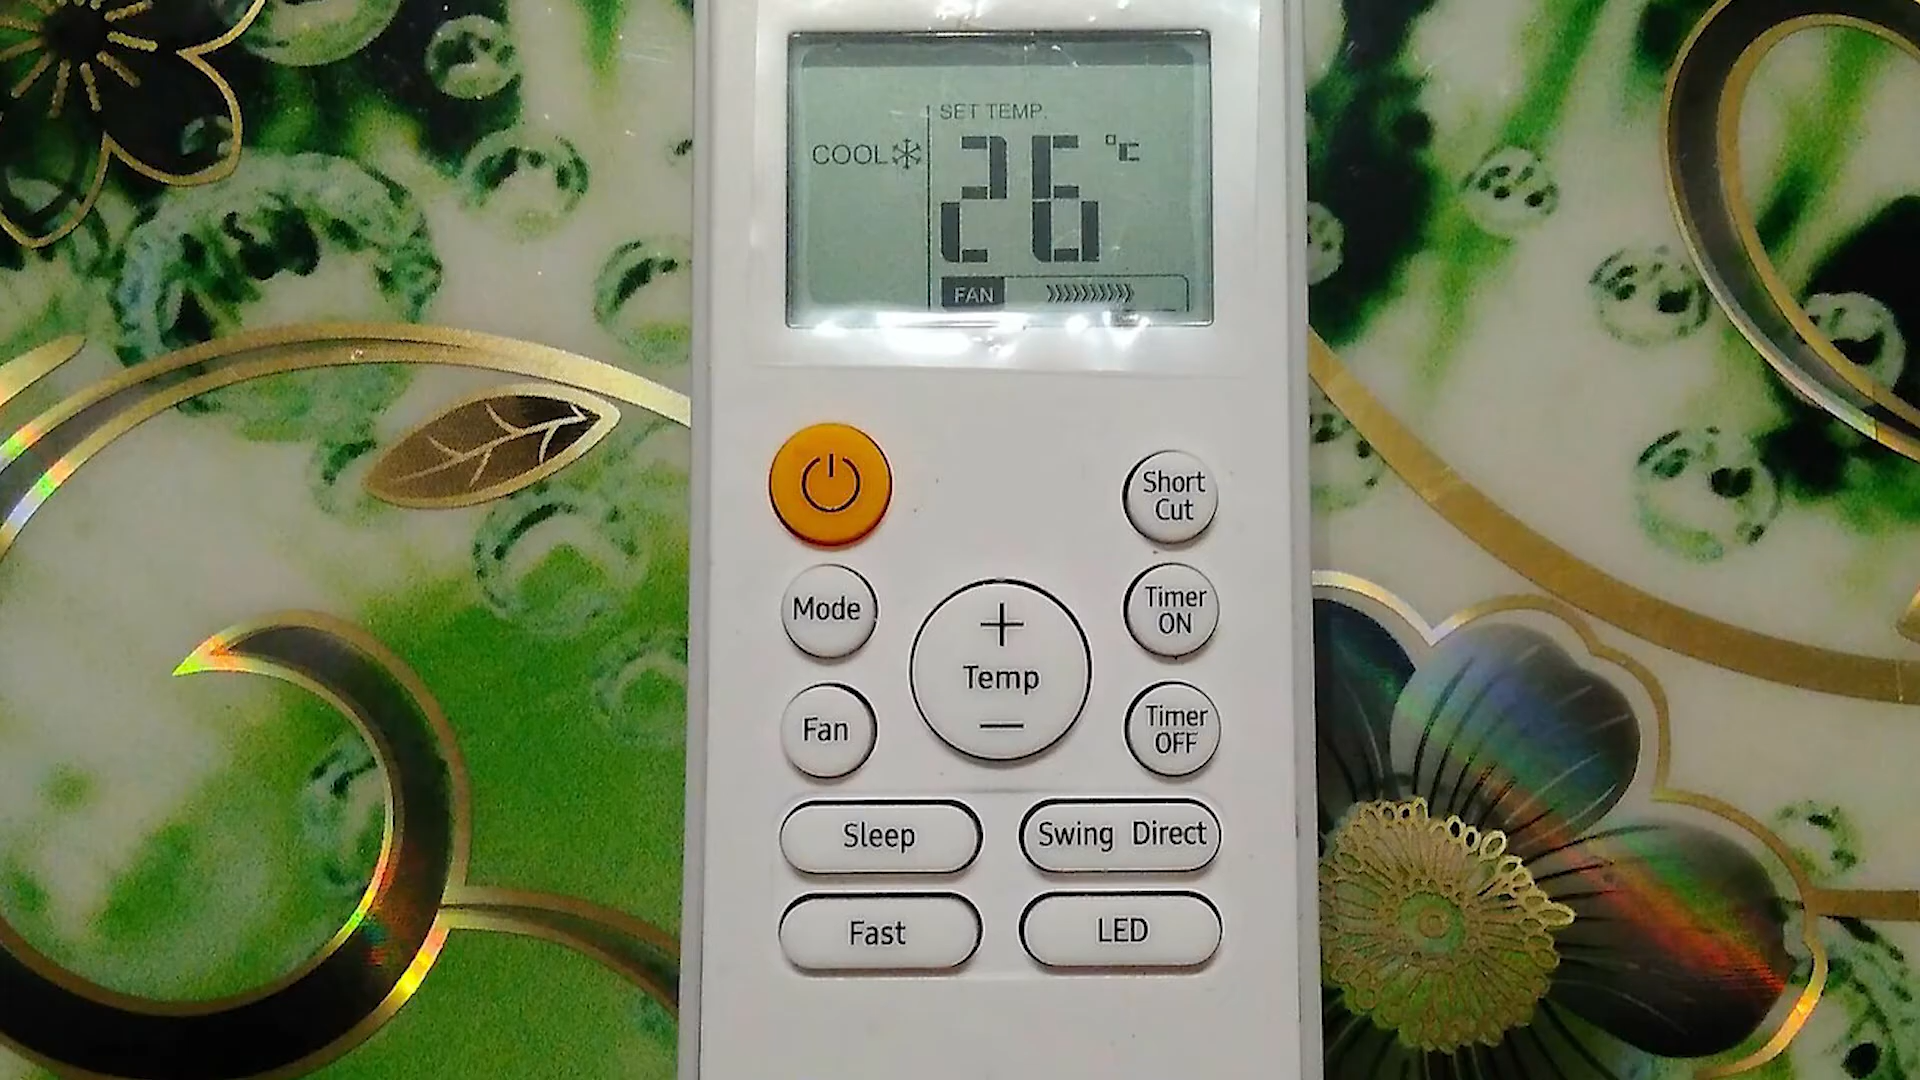 SET TEMP.
COOL
26 °C
FAN
Short
Cut
Mode
Timer
ON
+
Temp
−
Fan
Timer
OFF
Sleep
Swing Direct
Fast
LED